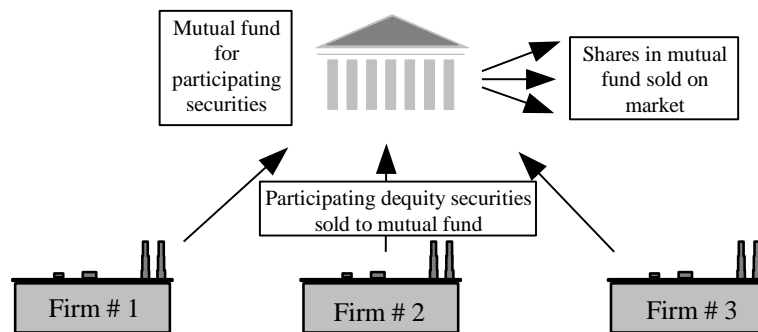 Mutual fund
for
participating
securities
Shares in mutual
fund sold on
market
Participating dequity securities
sold to mutual fund
Firm # 1
Firm # 2
Firm # 3